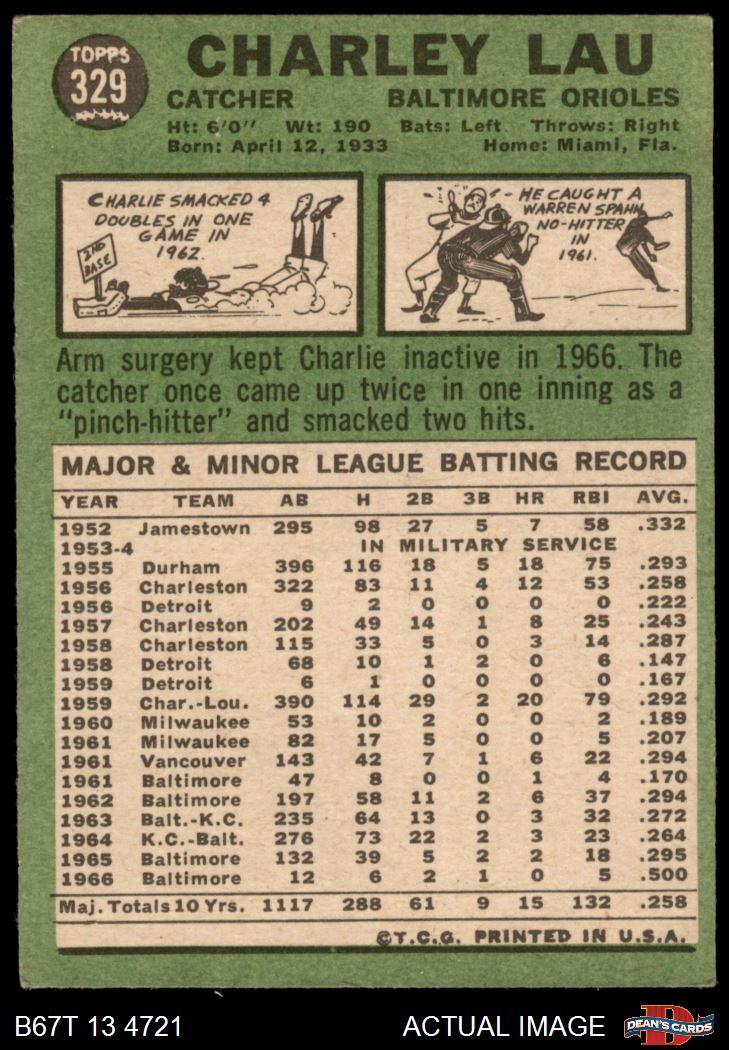 TOPPS
329
CHARLEY LAU
CATCHER BALTIMORE ORIOLES
Ht: 6'0" Wt: 190 Bats: Left Throws: Right
Born: April 12, 1933 Home: Miami, Fla.
CHARLIE SMACKED 4
DOUBLES IN ONE
GAME IN
1962.
2ND
BASE
HE CAUGHT A
WARREN SPAHN
NO-HITTER
IN
1961.
Arm surgery kept Charlie inactive in 1966. The
catcher once came up twice in one inning as a
"pinch-hitter" and smacked two hits.
MAJOR & MINOR LEAGUE BATTING RECORD
YEAR TEAM AB H 2B 3B HR RBI AVG.
1952 Jamestown 295 98 27 5 7 58 .332
1953-4 IN MILITARY SERVICE
1955 Durham 396 116 18 5 18 75 .293
1956 Charleston 322 83 11 4 12 53 .258
1956 Detroit 9 2 0 0 0 0 .222
1957 Charleston 202 49 14 1 8 25 .243
1958 Charleston 115 33 5 0 3 14 .287
1958 Detroit 68 10 1 2 0 6 .147
1959 Detroit 6 1 0 0 0 0 .167
1959 Char.-Lou. 390 114 29 2 20 79 .292
1960 Milwaukee 53 10 2 0 0 2 .189
1961 Milwaukee 82 17 5 0 0 5 .207
1961 Vancouver 143 42 7 1 6 22 .294
1961 Baltimore 47 8 0 0 1 4 .170
1962 Baltimore 197 58 11 2 6 37 .294
1963 Balt.-K.C. 235 64 13 0 3 32 .272
1964 K.C.-Balt. 276 73 22 2 3 23 .264
1965 Baltimore 132 39 5 2 2 18 .295
1966 Baltimore 12 6 2 1 0 5 .500
Maj. Totals 10 Yrs. 1117 288 61 9 15 132 .258
©T.C.G. PRINTED IN U.S.A.
B67T 13 4721 ACTUAL IMAGE
DEAN'S CARDS